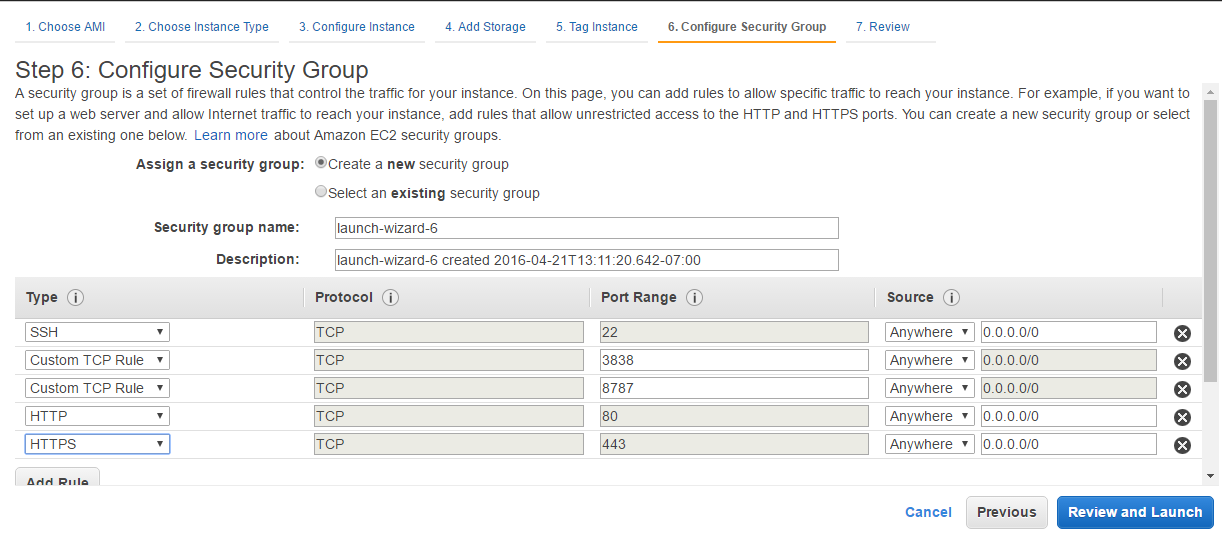 1. Choose AMI 2. Choose Instance Type 3. Configure Instance 4. Add Storage 5. Tag Instance 6. Configure Security Group 7. Review
Step 6: Configure Security Group
A security group is a set of firewall rules that control the traffic for your instance. On this page, you can add rules to allow specific traffic to reach your instance. For example, if you want to
set up a web server and allow Internet traffic to reach your instance, add rules that allow unrestricted access to the HTTP and HTTPS ports. You can create a new security group or select
from an existing one below. Learn more about Amazon EC2 security groups.
Assign a security group: Create a new security group
Select an existing security group
Security group name: launch-wizard-6
Description: launch-wizard-6 created 2016-04-21T13:11:20.642-07:00
Type i Protocol i Port Range i Source i
SSH TCP 22 Anywhere 0.0.0.0/0
Custom TCP Rule TCP 3838 Anywhere 0.0.0.0/0
Custom TCP Rule TCP 8787 Anywhere 0.0.0.0/0
HTTP TCP 80 Anywhere 0.0.0.0/0
HTTPS TCP 443 Anywhere 0.0.0.0/0
Add Rule
Cancel Previous Review and Launch